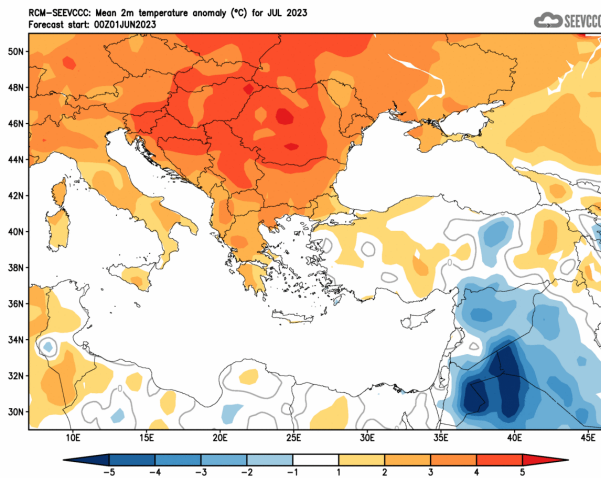 RCM-SEEVCCC: Mean 2m temperature anomaly (°C) for JUL 2023
Forecast start: 00Z01JUN2023
SEEVCCC
50N
48N
46N
44N
42N
40N
38N
36N
34N
32N
30N
10E 15E 20E 25E 30E 35E 40E 45E
-5 -4 -3 -2 -1 1 2 3 4 5